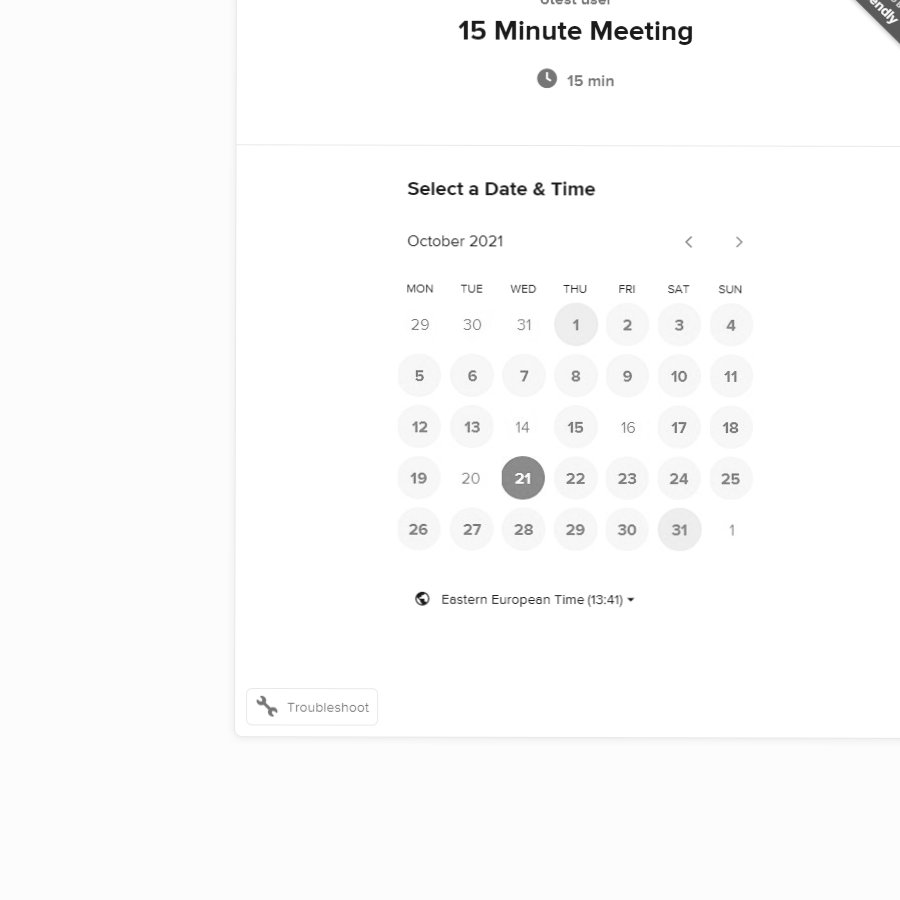 15 Minute Meeting
15 min
Select a Date & Time
October 2021
MON TUE WED THU FRI SAT SUN
29 30 31 1 2 3 4
5 6 7 8 9 10 11
12 13 14 15 16 17 18
19 20 21 22 23 24 25
26 27 28 29 30 31 1
Eastern European Time (13:41)
Troubleshoot